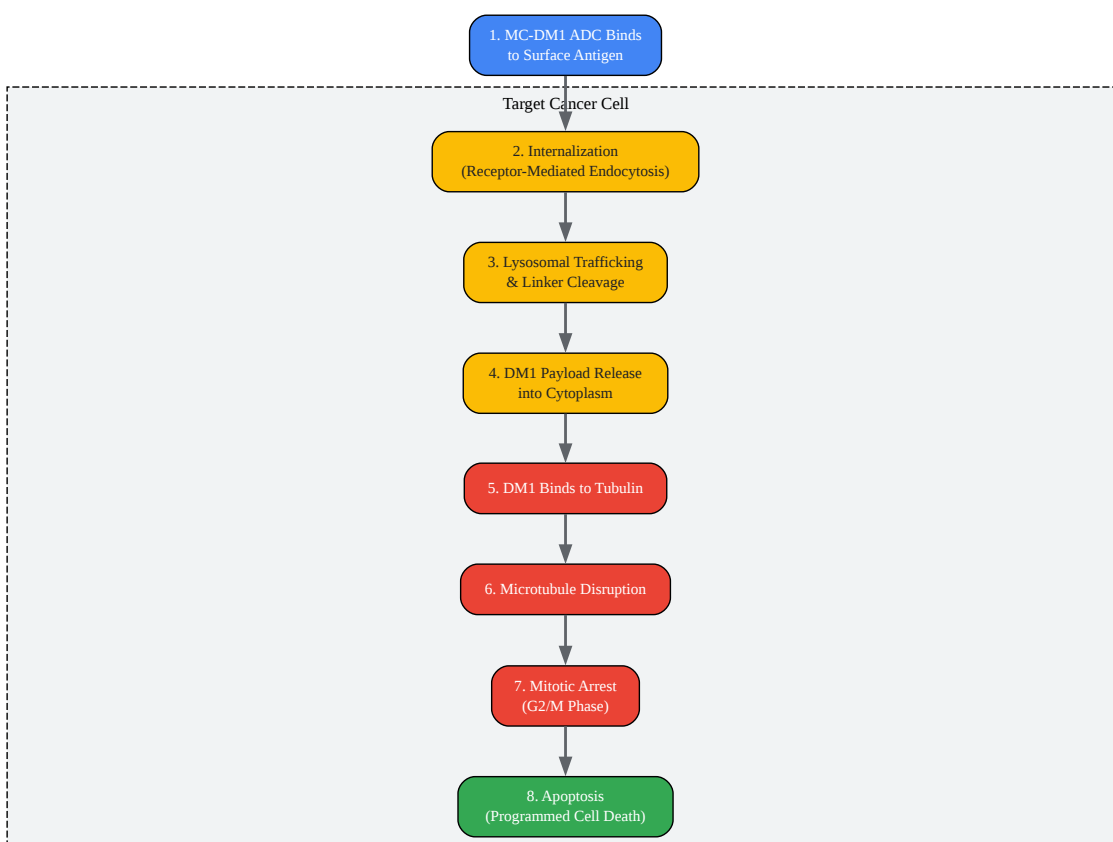 1. MC-DM1 ADC Binds
to Surface Antigen
Target Cancer Cell
2. Internalization
(Receptor-Mediated Endocytosis)
3. Lysosomal Trafficking
& Linker Cleavage
4. DM1 Payload Release
into Cytoplasm
5. DM1 Binds to Tubulin
6. Microtubule Disruption
7. Mitotic Arrest
(G2/M Phase)
8. Apoptosis
(Programmed Cell Death)